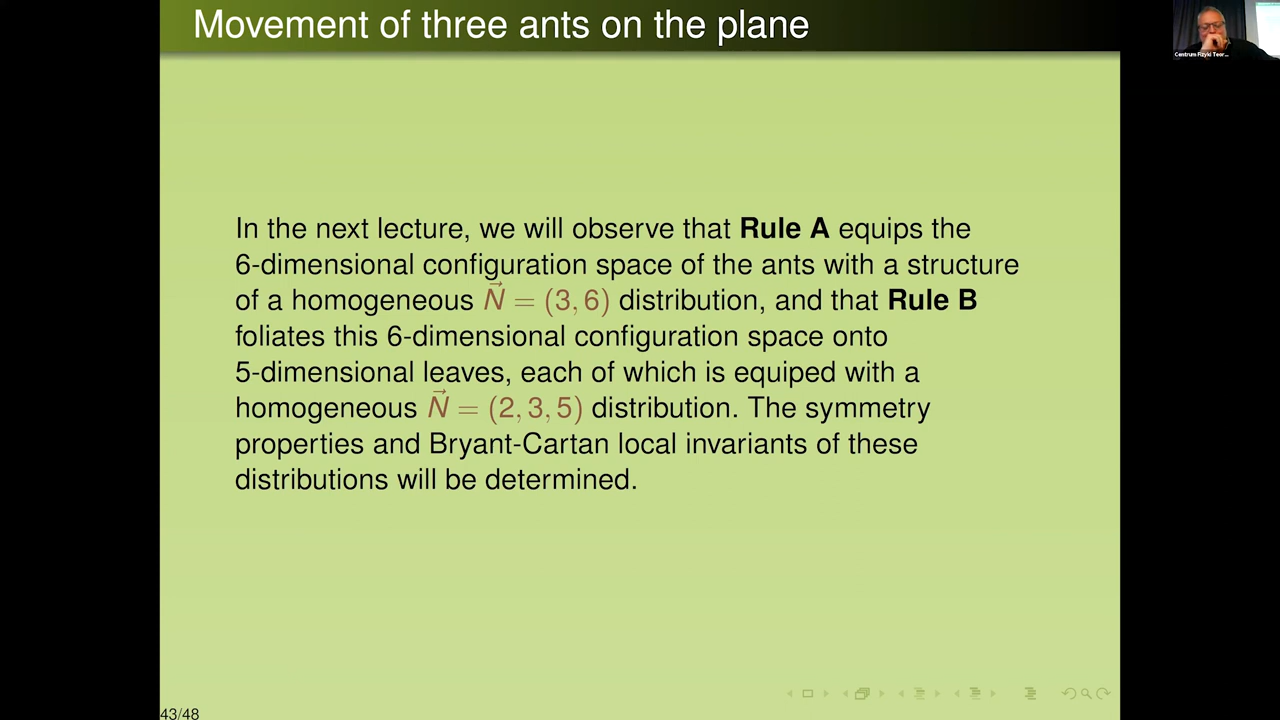 Movement of three ants on the plane
Centrum Fizyki Teor...
In the next lecture, we will observe that Rule A equips the
6-dimensional configuration space of the ants with a structure
of a homogeneous N⃗ = (3, 6) distribution, and that Rule B
foliates this 6-dimensional configuration space onto
5-dimensional leaves, each of which is equiped with a
homogeneous N⃗ = (2, 3, 5) distribution. The symmetry
properties and Bryant-Cartan local invariants of these
distributions will be determined.
43/48